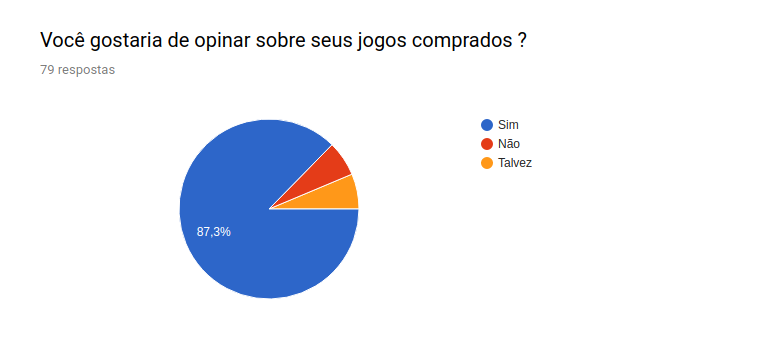 Você gostaria de opinar sobre seus jogos comprados ?
79 respostas
Sim
Não
Talvez
87,3%